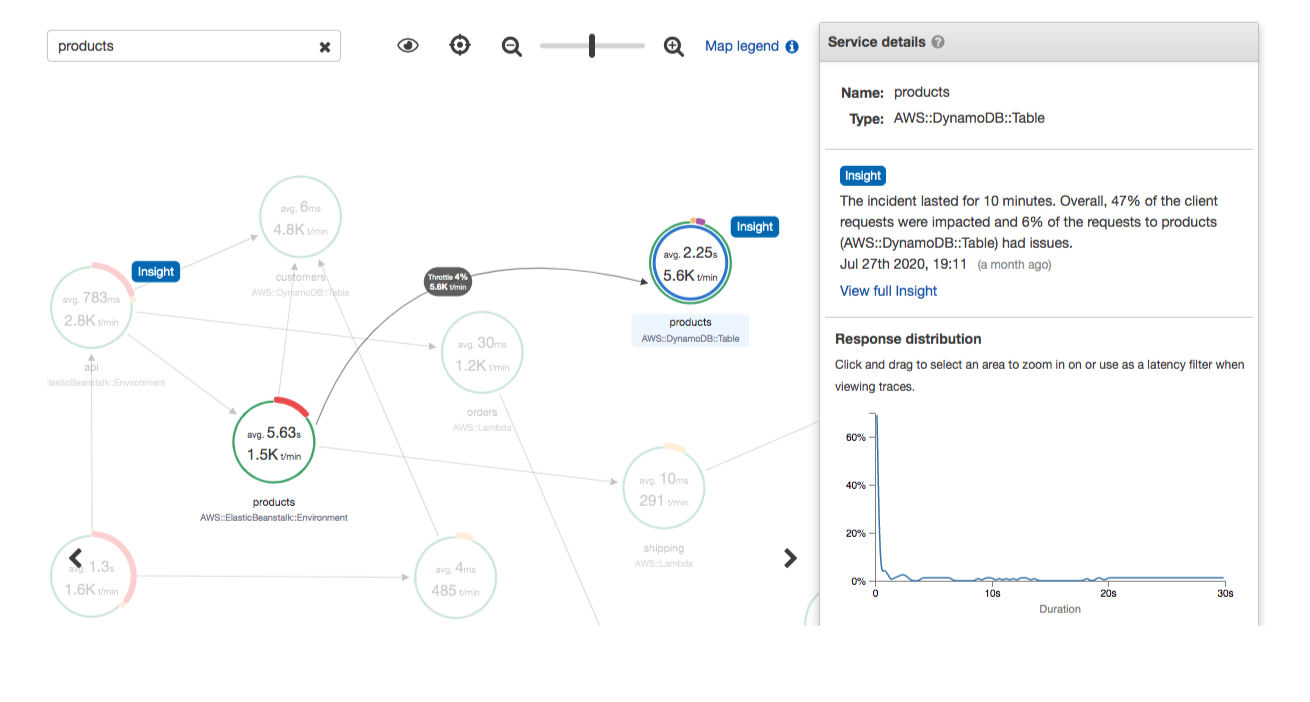 products
Map legend
Service details
Name: products
Type: AWS::DynamoDB::Table
Insight
The incident lasted for 10 minutes. Overall, 47% of the client
requests were impacted and 6% of the requests to products
(AWS::DynamoDB::Table) had issues.
Jul 27th 2020, 19:11 (a month ago)
View full Insight
Response distribution
Click and drag to select an area to zoom in on or use as a latency filter when
viewing traces.
60%
40%
20%
0%
0
10s
20s
30s
Duration
avg. 6ms
4.8K t/min
customers
AWS::DynamoDB::Table
Insight
avg. 2.25s
5.6K t/min
products
AWS::DynamoDB::Table
Insight
avg. 783ms
2.8K t/min
api
:lasticBeanstalk::Environment
Throttle 4%
5.6K t/min
avg. 30ms
1.2K t/min
orders
AWS::Lambda
avg. 5.63s
1.5K t/min
products
AWS::ElasticBeanstalk::Environment
avg. 10ms
291 t/min
shipping
AWS::Lambda
avg. 1.3s
1.6K t/min
avg. 4ms
485 t/min